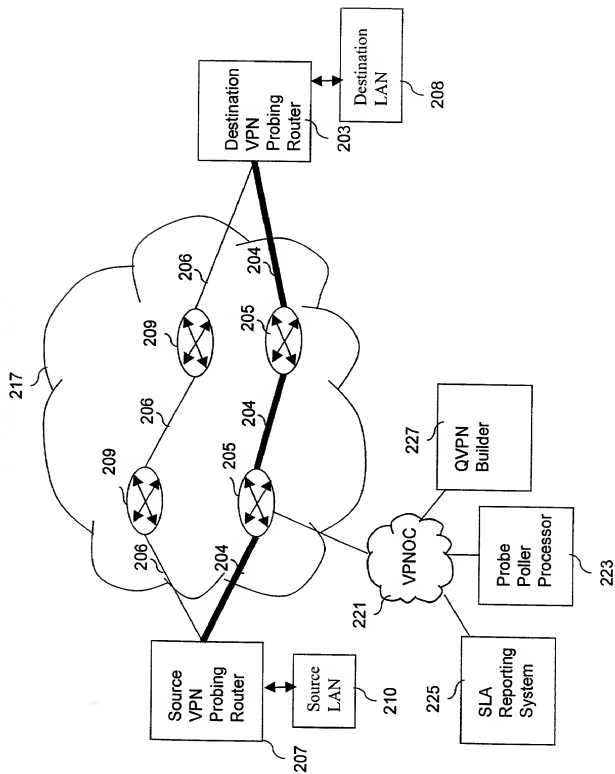 217
Source
VPN
Probing
Router
207
Source
LAN
210
206
204
209
205
206
204
209
205
206
204
Destination
VPN
Probing
Router
203
Destination
LAN
208
VPNOC
221
SLA
Reporting
System
225
Probe
Poller
Processor
223
QVPN
Builder
227